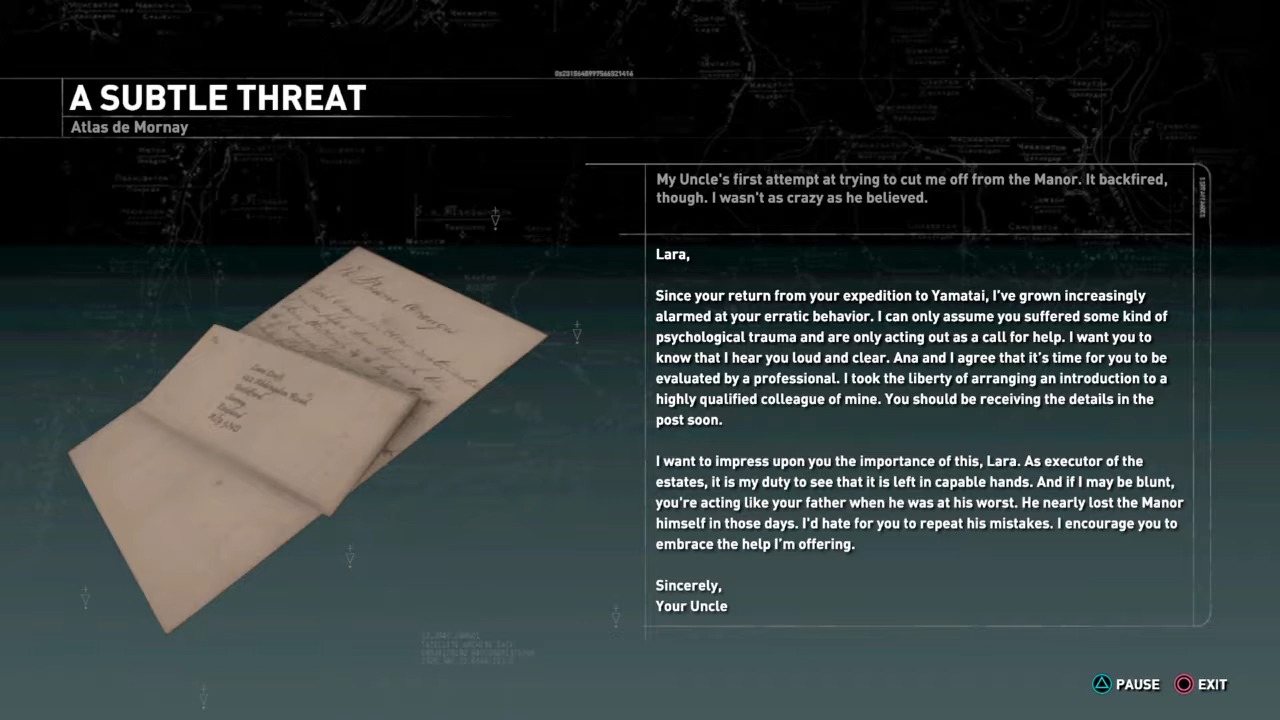 A SUBTLE THREAT
Atlas de Mornay
My Uncle's first attempt at trying to cut me off from the Manor. It backfired,
though. I wasn't as crazy as he believed.
Lara,
Since your return from your expedition to Yamatai, I've grown increasingly
alarmed at your erratic behavior. I can only assume you suffered some kind of
psychological trauma and are only acting out as a call for help. I want you to
know that I hear you loud and clear. Ana and I agree that it's time for you to be
evaluated by a professional. I took the liberty of arranging an introduction to a
highly qualified colleague of mine. You should be receiving the details in the
post soon.
I want to impress upon you the importance of this, Lara. As executor of the
estates, it is my duty to see that it is left in capable hands. And if I may be blunt,
you're acting like your father when he was at his worst. He nearly lost the Manor
himself in those days. I'd hate for you to repeat his mistakes. I encourage you to
embrace the help I'm offering.
Sincerely,
Your Uncle
PAUSE EXIT